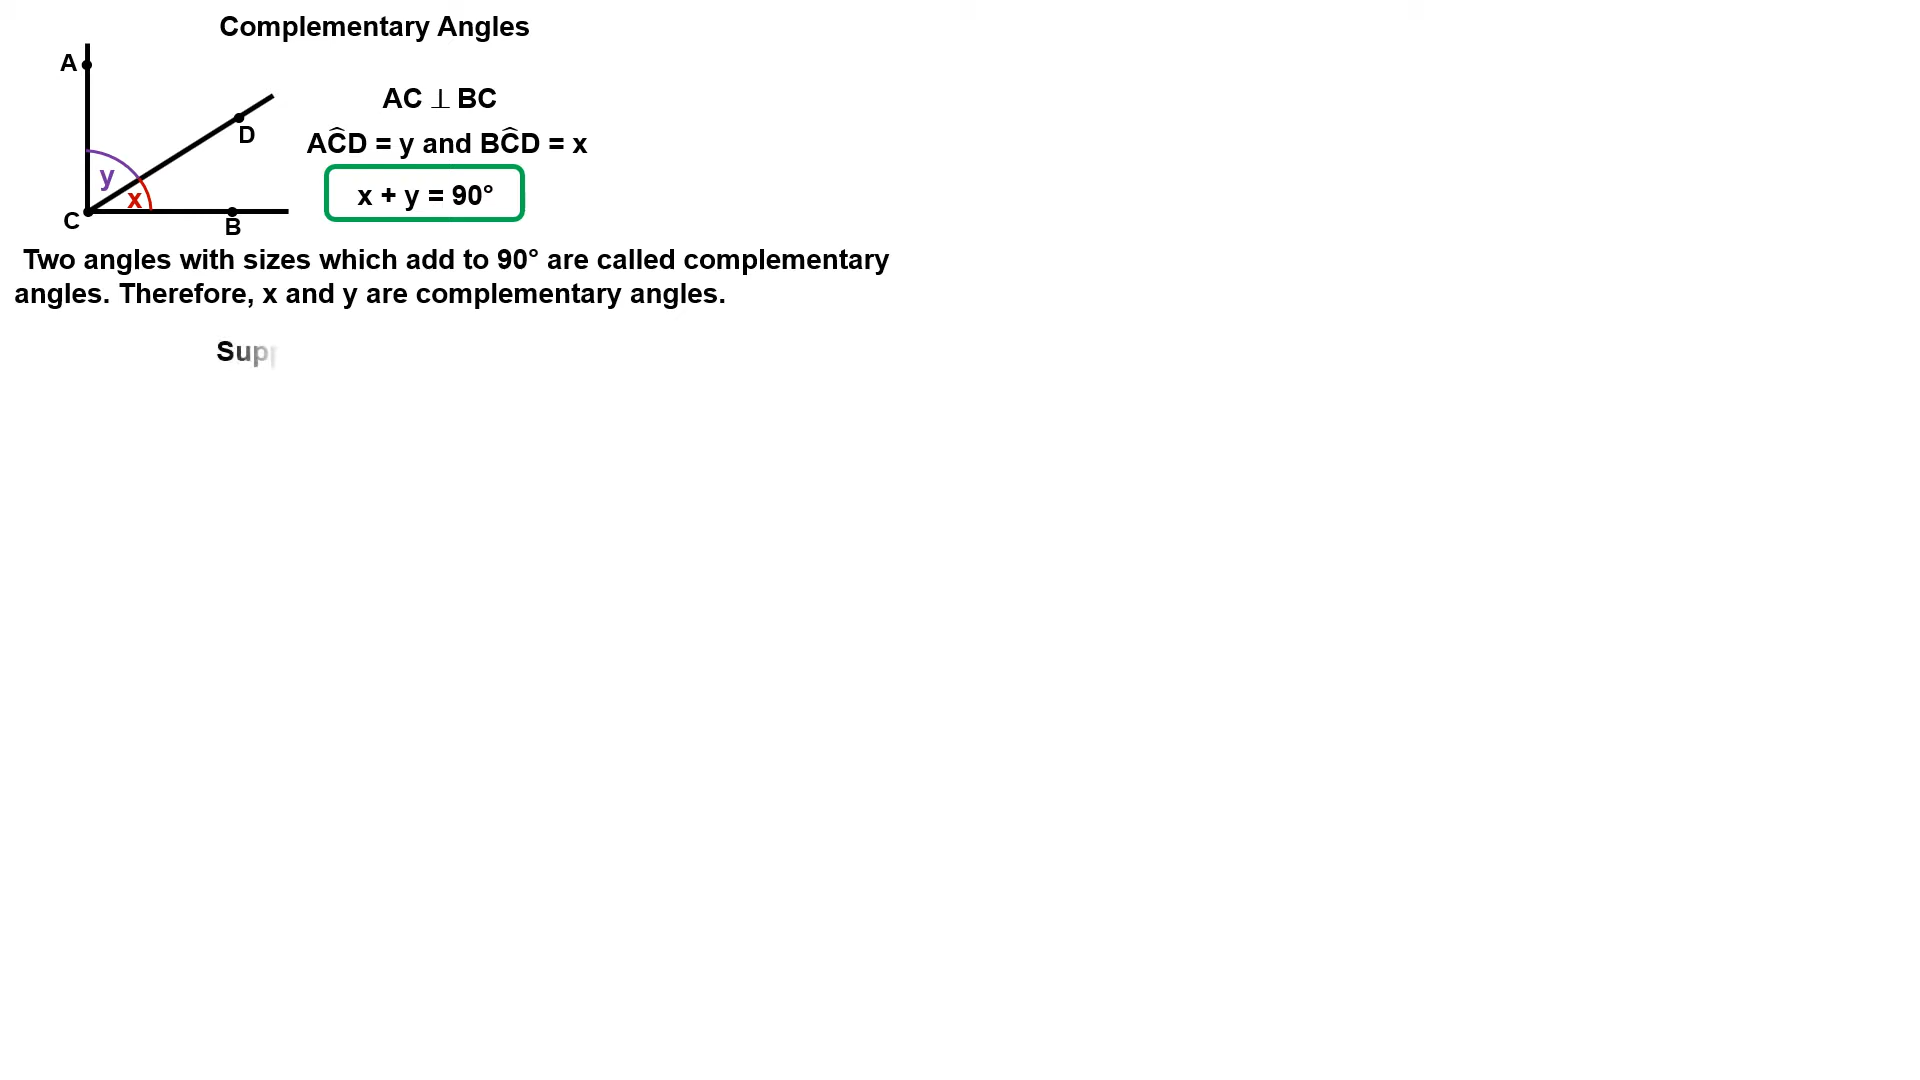 Complementary Angles
A
AC ⊥ BC
D
AĈD = y and BĈD = x
y
x
x + y = 90°
C
B
Two angles with sizes which add to 90° are called complementary
angles. Therefore, x and y are complementary angles.
Supp